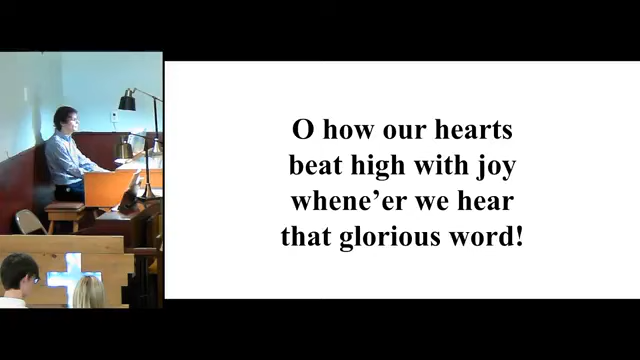 O how our hearts
beat high with joy
whene’er we hear
that glorious word!